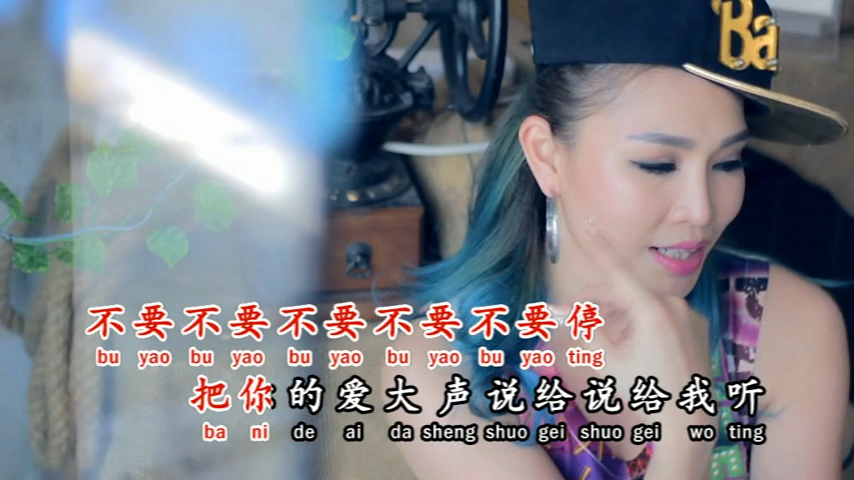 Ba
不要不要不要不要不要停
bu yao bu yao bu yao bu yao bu yao ting
把你的爱大声说给说给我听
ba ni de ai da sheng shuo gei shuo gei wo ting